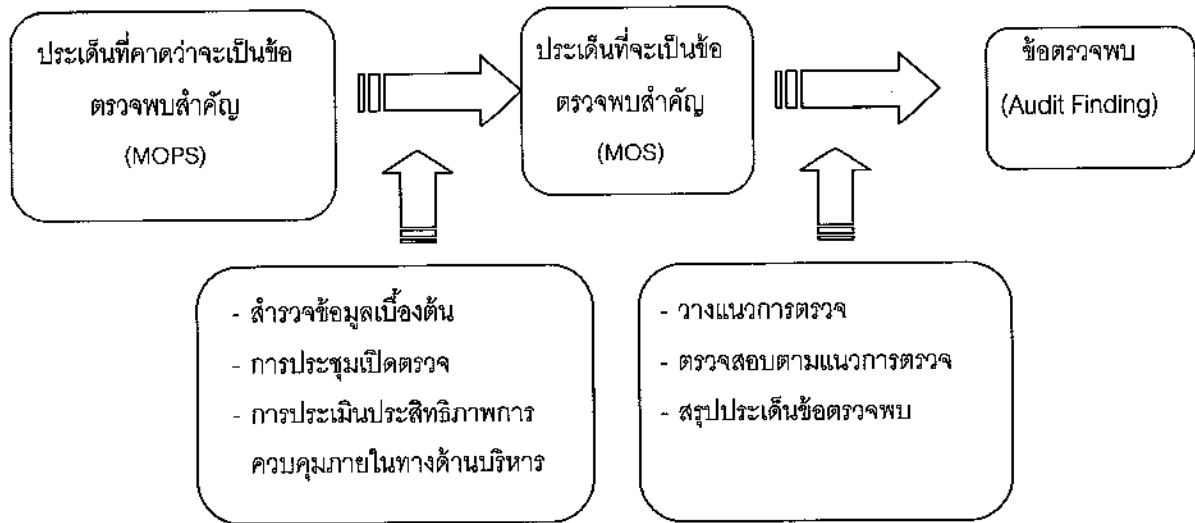 ประเด็นที่คาดว่าจะเป็นข้อ
ตรวจพบสำคัญ
(MOPS)
ประเด็นที่จะเป็นข้อ
ตรวจพบสำคัญ
(MOS)
ข้อตรวจพบ
(Audit Finding)
- สำรวจข้อมูลเบื้องต้น
- การประชุมเปิดตรวจ
- การประเมินประสิทธิภาพการ
ควบคุมภายในทางด้านบริหาร
- วางแนวการตรวจ
- ตรวจสอบตามแนวการตรวจ
- สรุปประเด็นข้อตรวจพบ